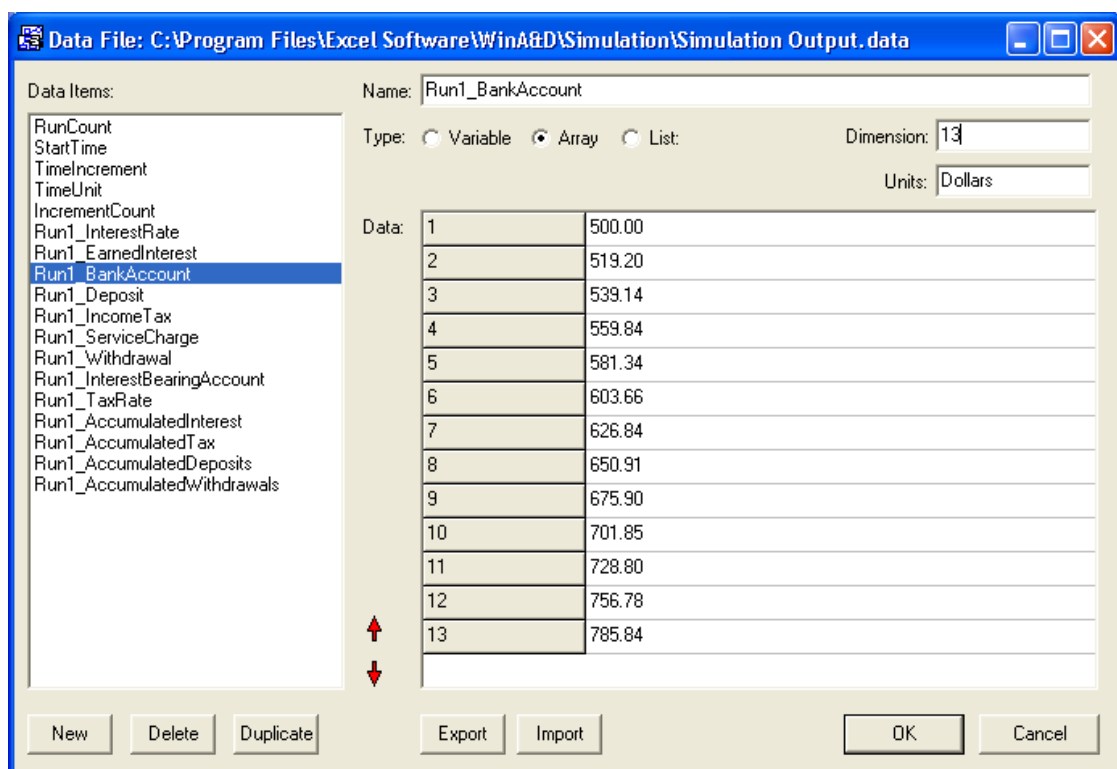 Data File: C:\Program Files\Excel Software\WinA&D\Simulation\Simulation Output.data
Data Items:
RunCount
StartTime
TimeIncrement
TimeUnit
IncrementCount
Run1_InterestRate
Run1_EarnedInterest
Run1_BankAccount
Run1_Deposit
Run1_IncomeTax
Run1_ServiceCharge
Run1_Withdrawal
Run1_InterestBearingAccount
Run1_TaxRate
Run1_AccumulatedInterest
Run1_AccumulatedTax
Run1_AccumulatedDeposits
Run1_AccumulatedWithdrawals
Name: Run1_BankAccount
Type: Variable Array List: Dimension: 13
Units: Dollars
Data: 1 500.00
2 519.20
3 539.14
4 559.84
5 581.34
6 603.66
7 626.84
8 650.91
9 675.90
10 701.85
11 728.80
12 756.78
13 785.84
New Delete Duplicate Export Import OK Cancel